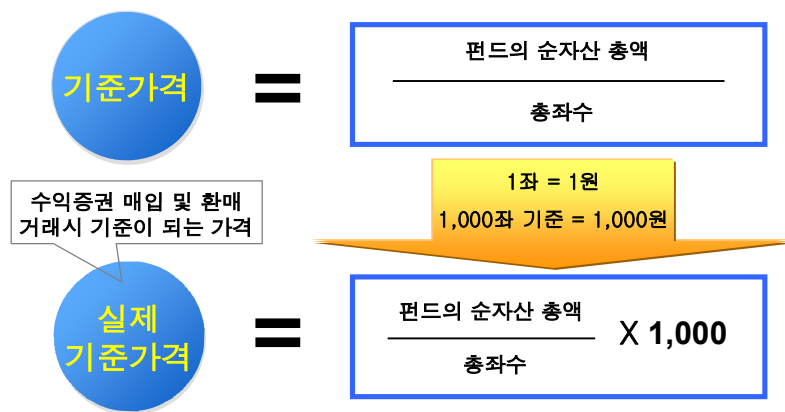 기준가격
=
펀드의 순자산 총액
총좌수
1좌 = 1원
1,000좌 기준 = 1,000원
수익증권 매입 및 환매
거래시 기준이 되는 가격
실제
기준가격
=
펀드의 순자산 총액
총좌수
X 1,000